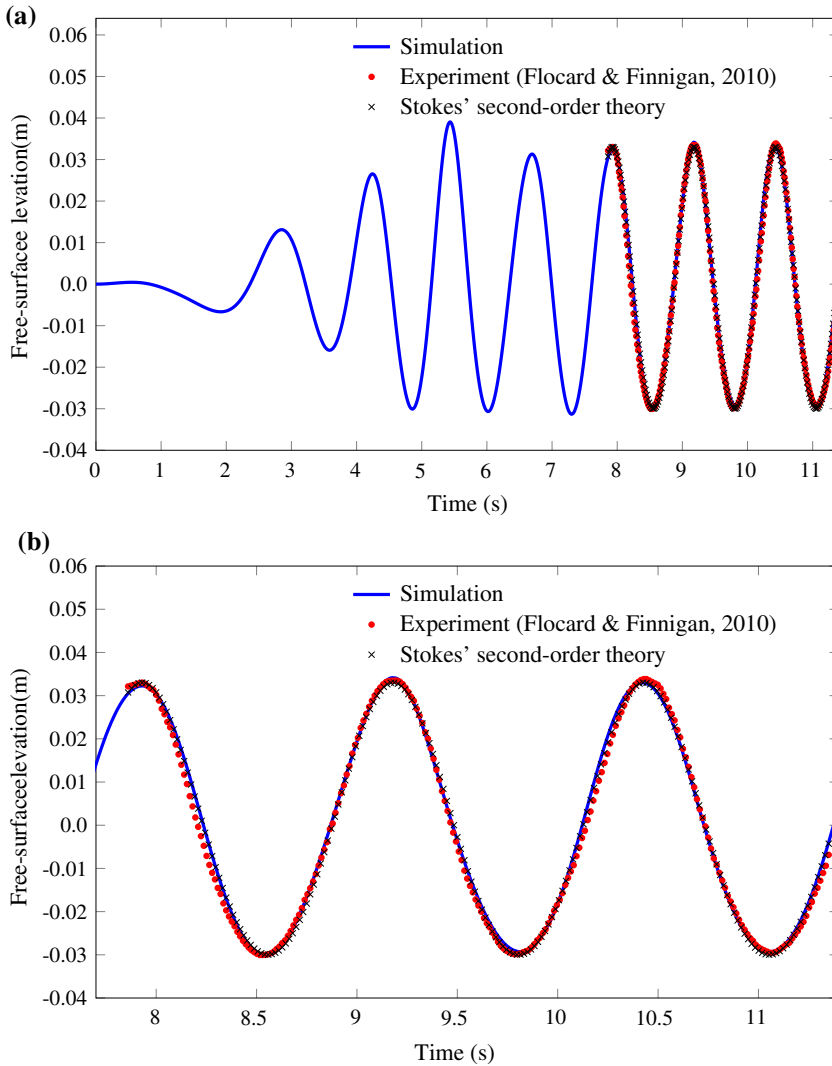 (a)
0.06
0.05
0.04
0.03
0.02
0.01
0.0
-0.01
-0.02
-0.03
-0.04
Free-surfacee levation(m)
Simulation
Experiment (Flocard & Finnigan, 2010)
Stokes’ second-order theory
0 1 2 3 4 5 6 7 8 9 10 11
Time (s)
(b)
0.06
0.05
0.04
0.03
0.02
0.01
0.0
-0.01
-0.02
-0.03
-0.04
Free-surfaceelevation(m)
Simulation
Experiment (Flocard & Finnigan, 2010)
Stokes’ second-order theory
8 8.5 9 9.5 10 10.5 11
Time (s)